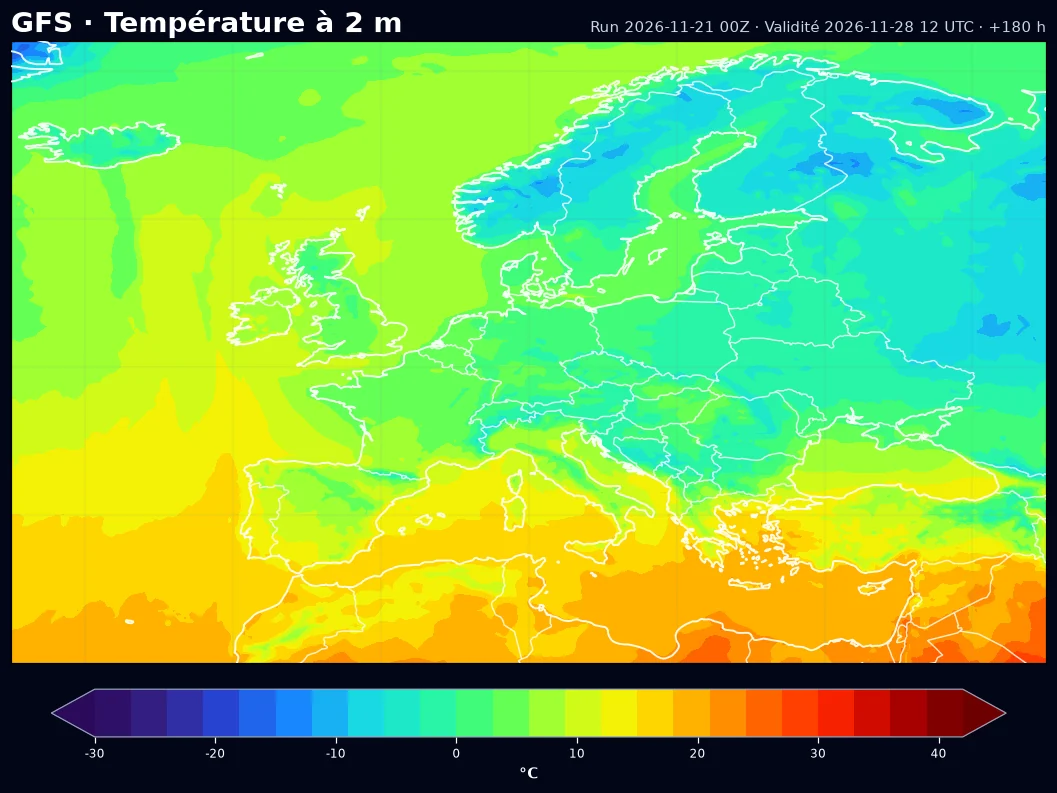 GFS · Température à 2 m
Run 2026-11-21 00Z · Validité 2026-11-28 12 UTC · +180 h
-30 -20 -10 0 10 20 30 40
°C